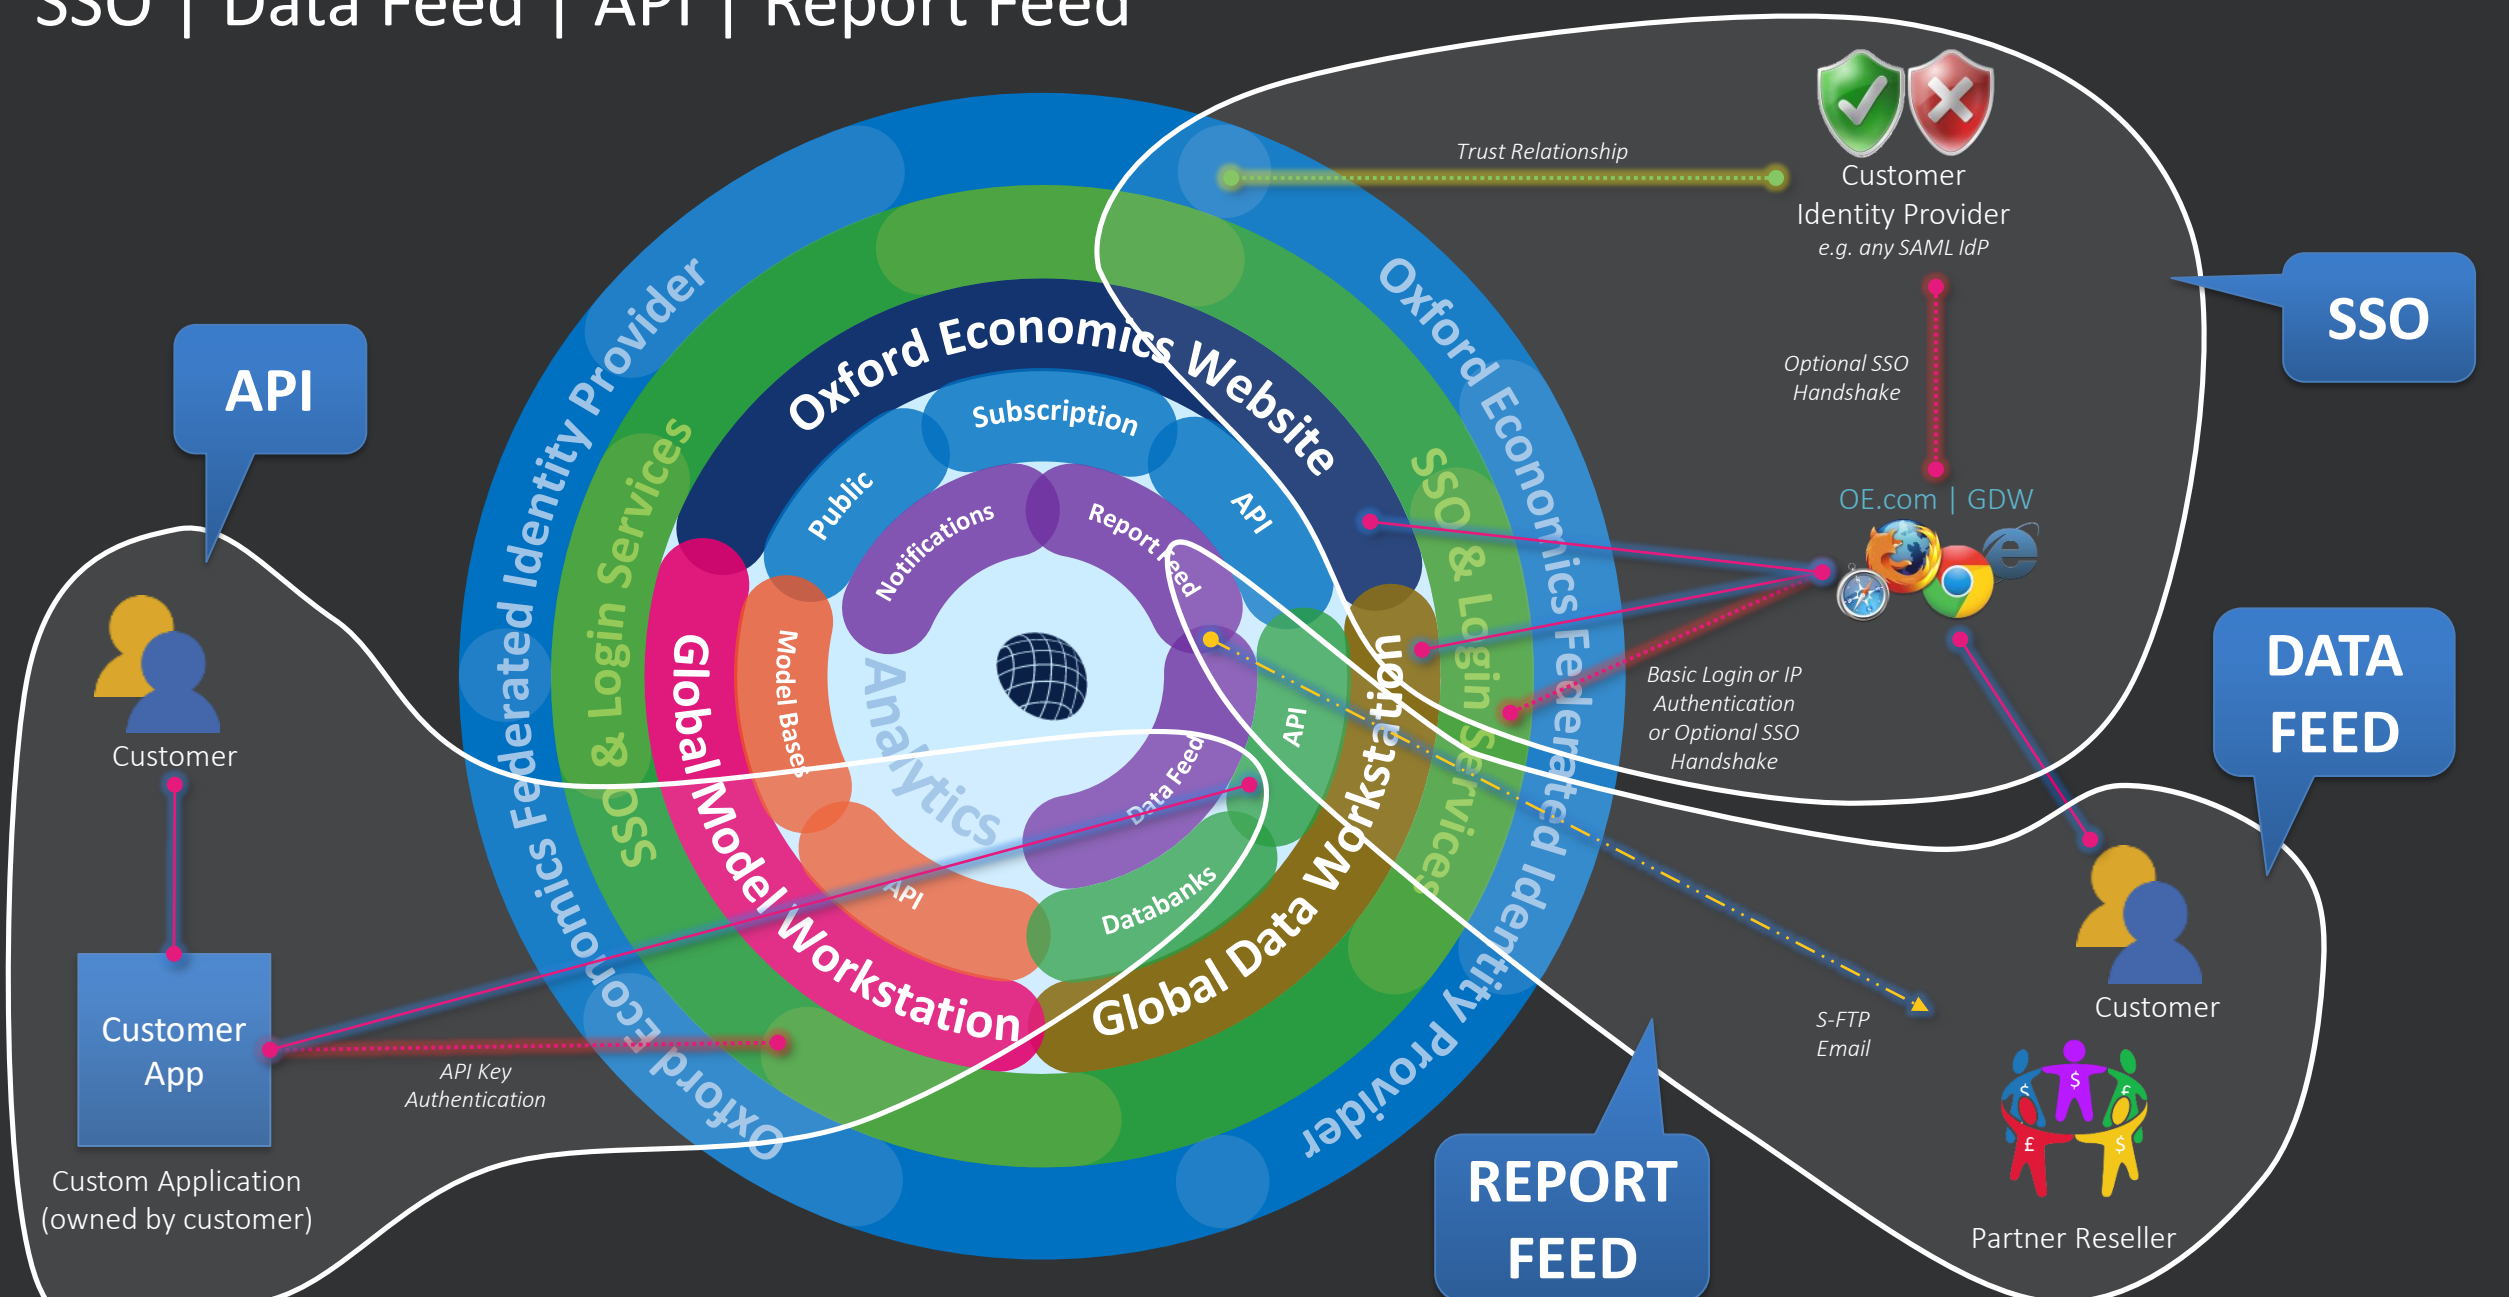 SSO | Data Feed | API | Report Feed
Trust Relationship
Customer
Identity Provider
e.g. any SAML IdP
SSO
API
Optional SSO
Handshake
OE.com | GDW
Oxford Economics Federated Identity Provider
Oxford Economics Federated Identity Provider
SSO & Login Services
SSO & Login Services
Oxford Economics Website
Subscription
Public
API
Notifications
Report Feed
Global Model Workstation
Model Bases
API
Analytics
Data Feed
API
Databanks
Global Data Workstation
Basic Login or IP
Authentication
or Optional SSO
Handshake
DATA
FEED
Customer
Customer
App
API Key
Authentication
Custom Application
(owned by customer)
Customer
S-FTP
Email
$
$
£
£
$
Partner Reseller
REPORT
FEED